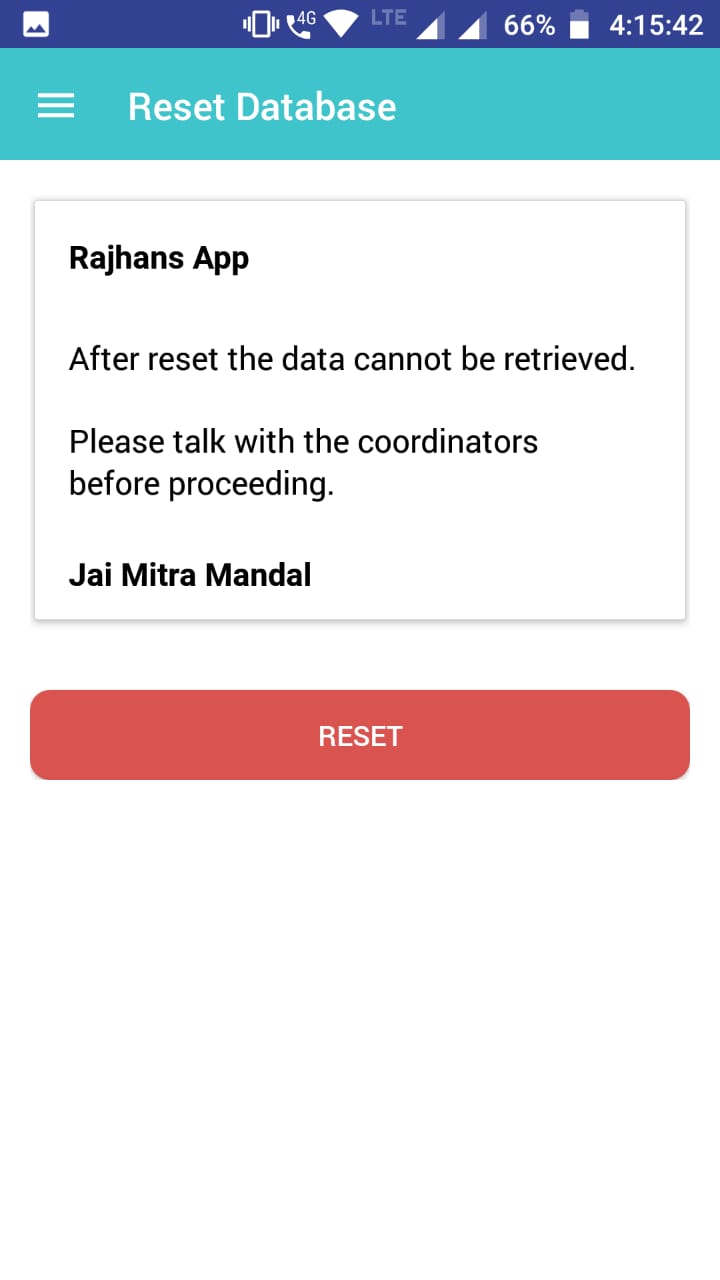 4G LTE 66% 4:15:42
Reset Database
Rajhans App
After reset the data cannot be retrieved.
Please talk with the coordinators
before proceeding.
Jai Mitra Mandal
RESET